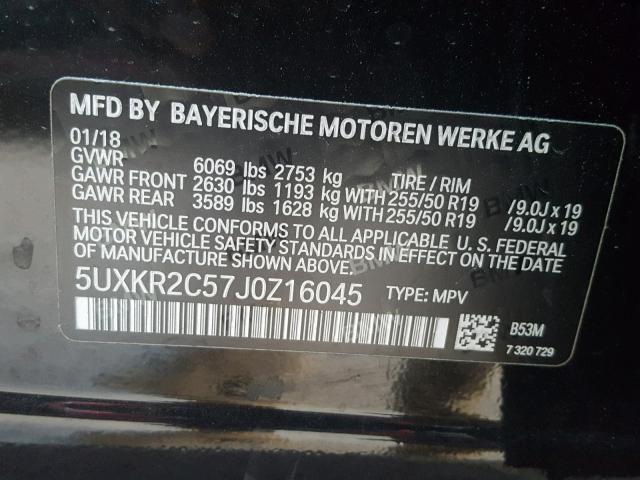 MFD BY BAYERISCHE MOTOREN WERKE AG
01/18
GVWR 6069 lbs 2753 kg TIRE / RIM
GAWR FRONT 2630 lbs 1193 kg WITH 255/50 R19 /9.0J x 19
GAWR REAR 3589 lbs 1628 kg WITH 255/50 R19 /9.0J x 19
THIS VEHICLE CONFORMS TO ALL APPLICABLE U.S. FEDERAL
MOTOR VEHICLE SAFETY STANDARDS IN EFFECT ON THE DATE OF
MANUFACTURE SHOWN ABOVE.
5UXKR2C57J0Z16045 TYPE: MPV
B53M
7 320 729